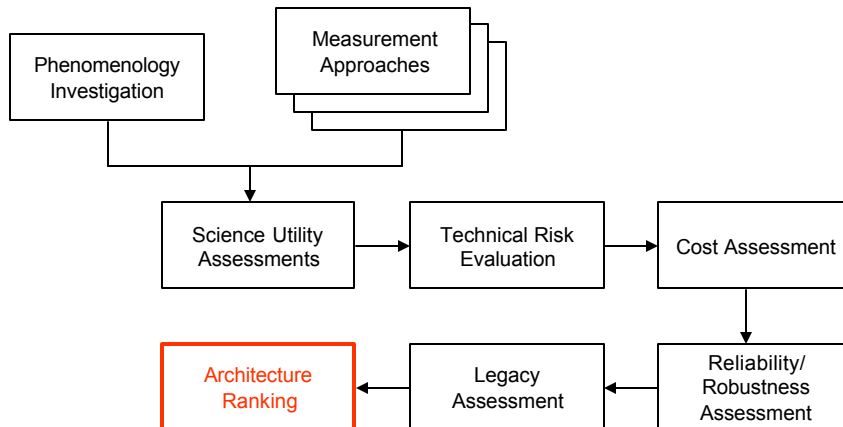 Phenomenology
Investigation
Measurement
Approaches
Science Utility
Assessments
Technical Risk
Evaluation
Cost Assessment
Architecture
Ranking
Legacy
Assessment
Reliability/
Robustness
Assessment